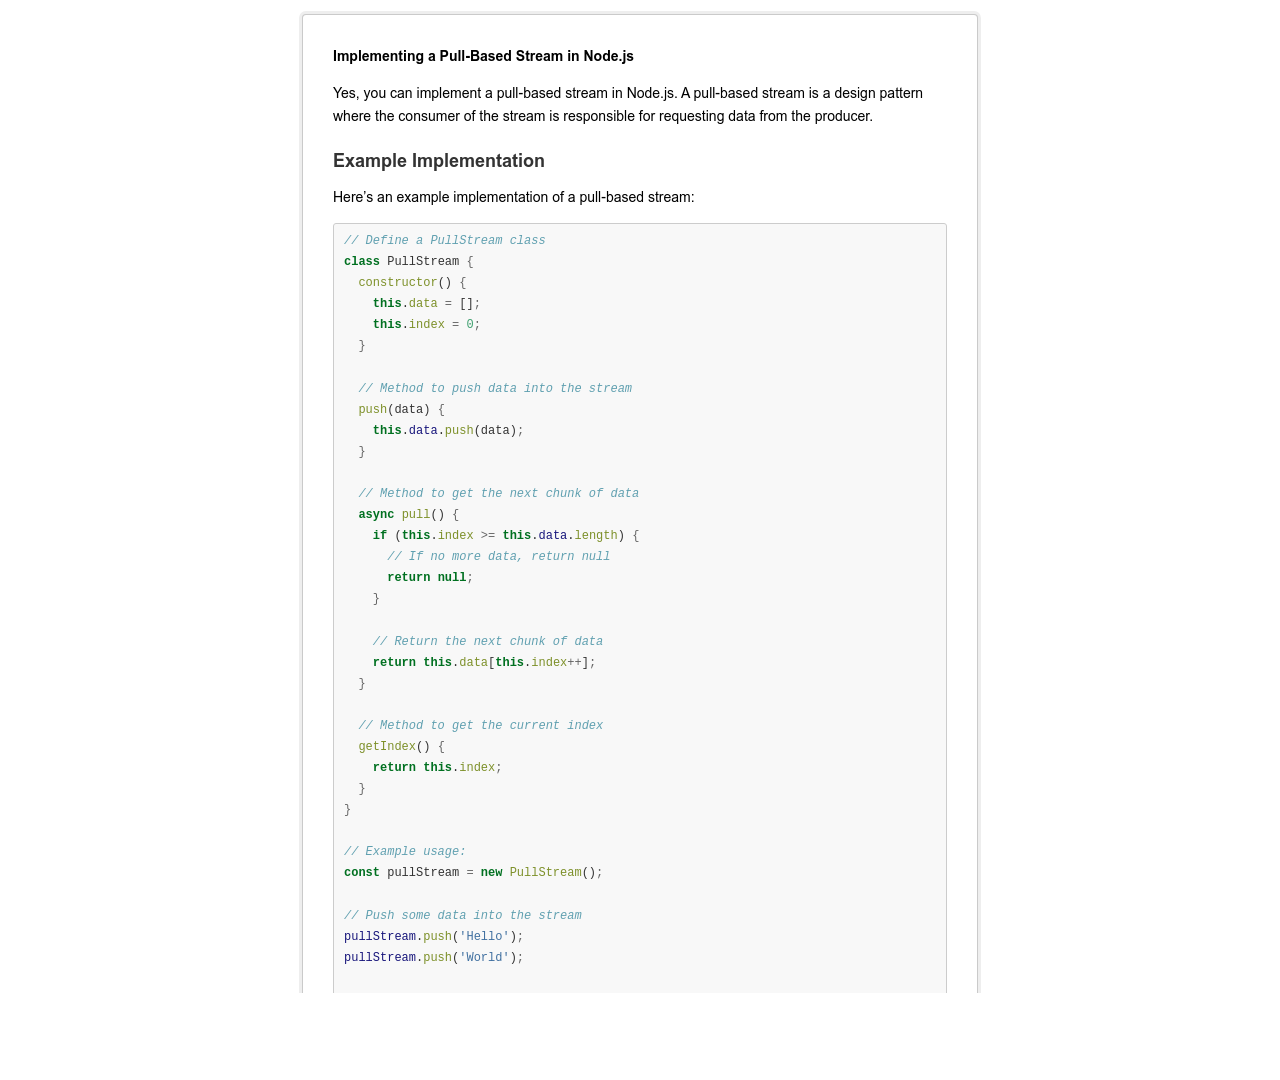 Implementing a Pull-Based Stream in Node.js
Yes, you can implement a pull-based stream in Node.js. A pull-based stream is a design pattern
where the consumer of the stream is responsible for requesting data from the producer.
Example Implementation
Here’s an example implementation of a pull-based stream:
// Define a PullStream class
class PullStream {
  constructor() {
    this.data = [];
    this.index = 0;
  }

  // Method to push data into the stream
  push(data) {
    this.data.push(data);
  }

  // Method to get the next chunk of data
  async pull() {
    if (this.index >= this.data.length) {
      // If no more data, return null
      return null;
    }

    // Return the next chunk of data
    return this.data[this.index++];
  }

  // Method to get the current index
  getIndex() {
    return this.index;
  }
}

// Example usage:
const pullStream = new PullStream();

// Push some data into the stream
pullStream.push('Hello');
pullStream.push('World');